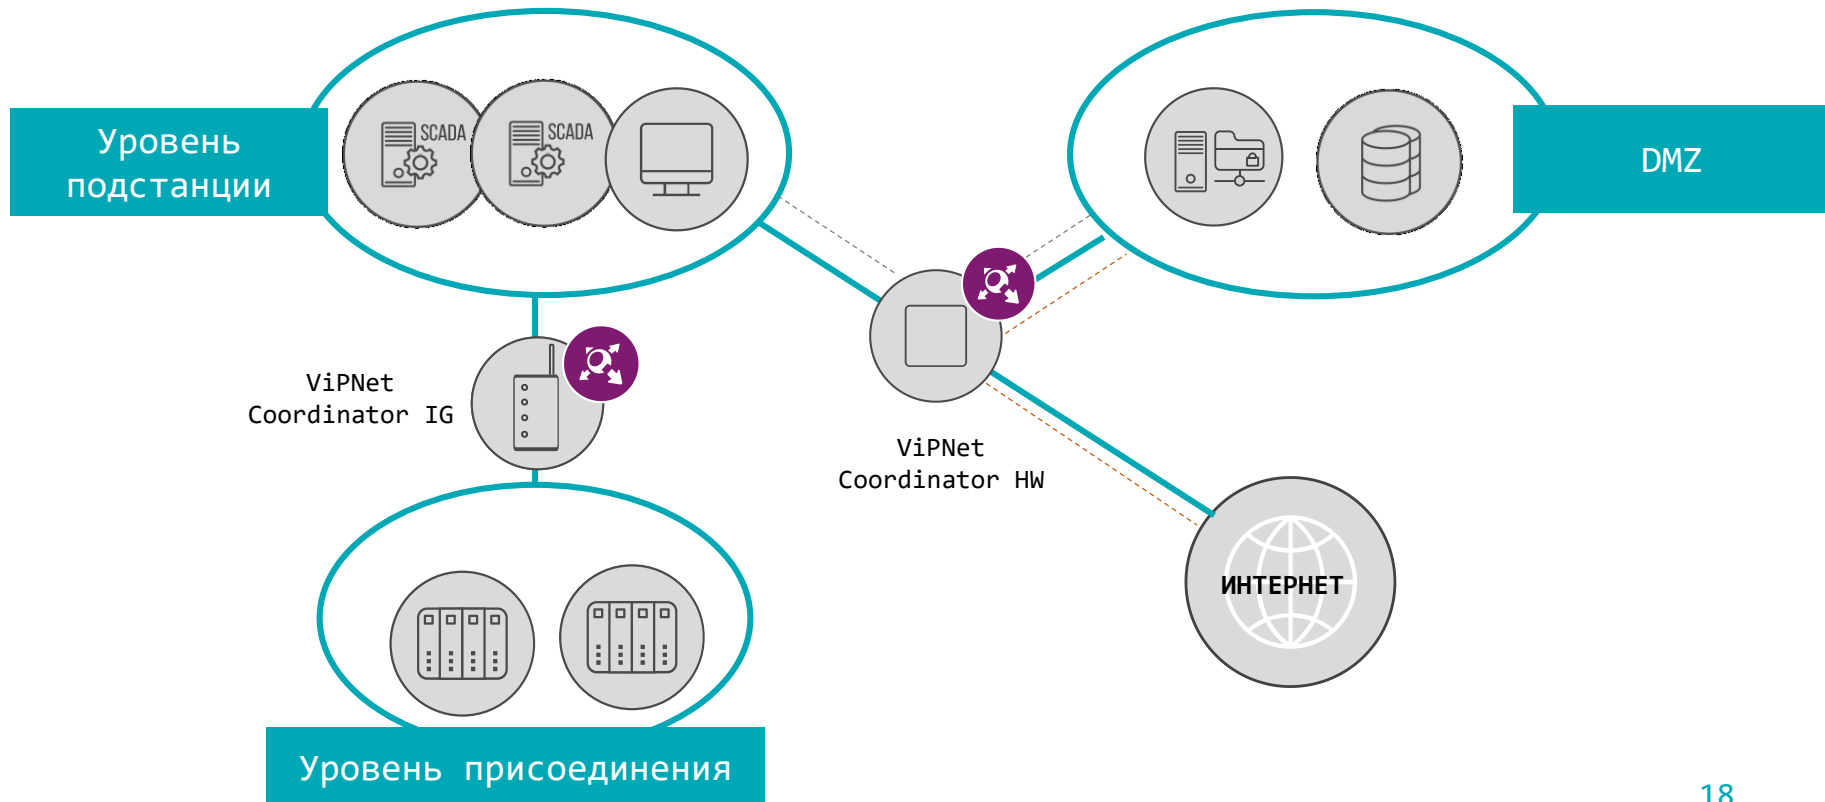 Уровень
подстанции
SCADA
SCADA
DMZ
ViPNet
Coordinator IG
ViPNet
Coordinator HW
ИНТЕРНЕТ
Уровень присоединения
18